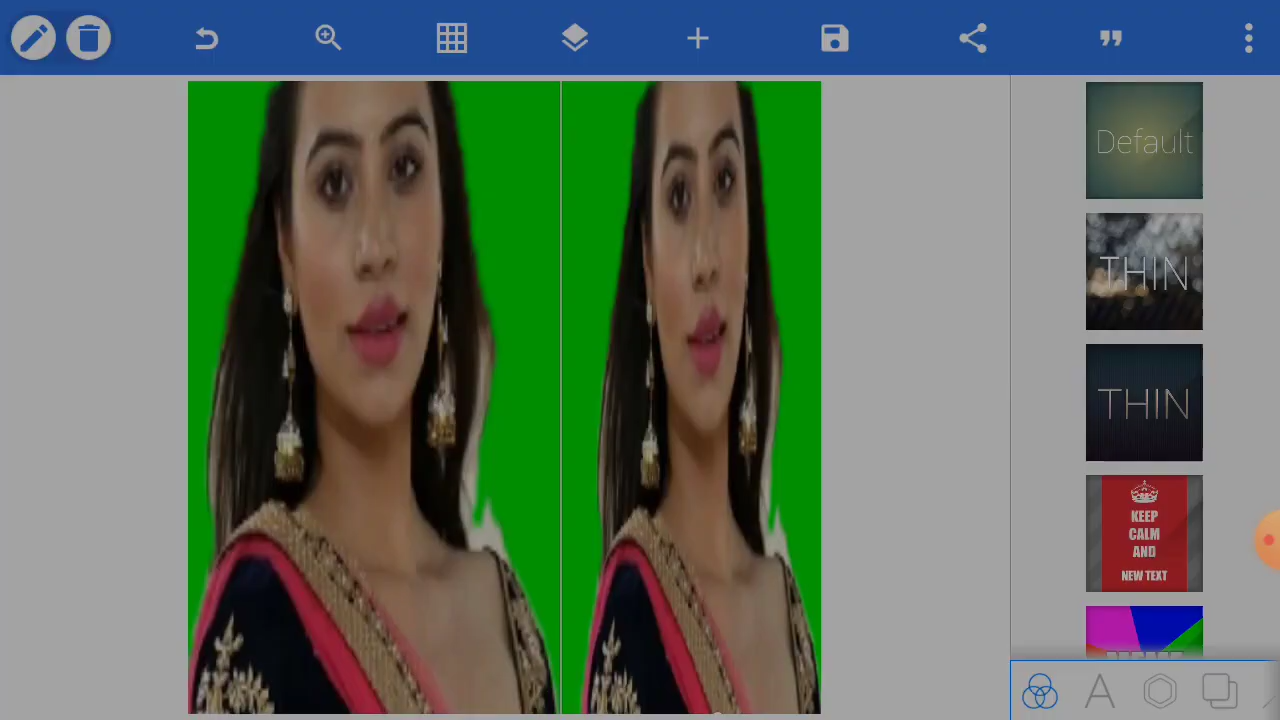 Default
THIN
THIN
KEEP
CALM
AND
NEW TEXT